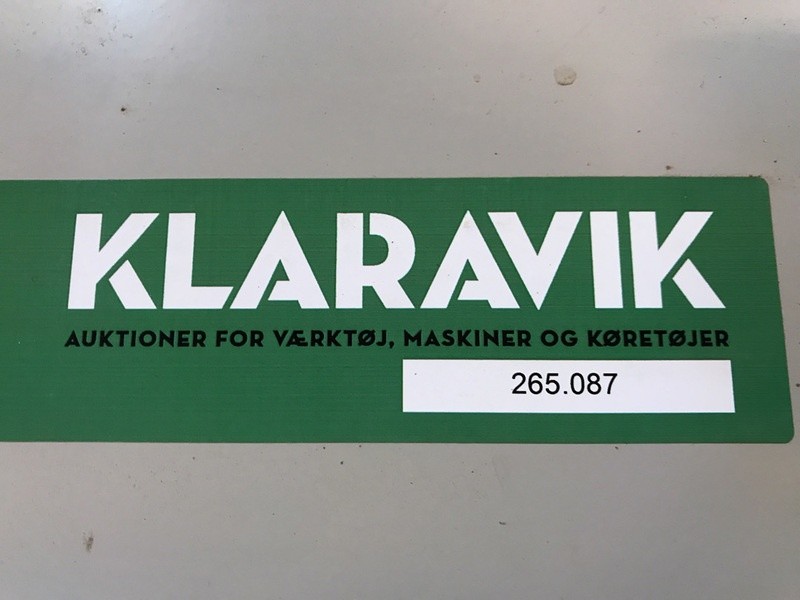 KLARAVIK
AUKTIONER FOR VÆRKTØJ, MASKINER OG KØRETØJER
265.087